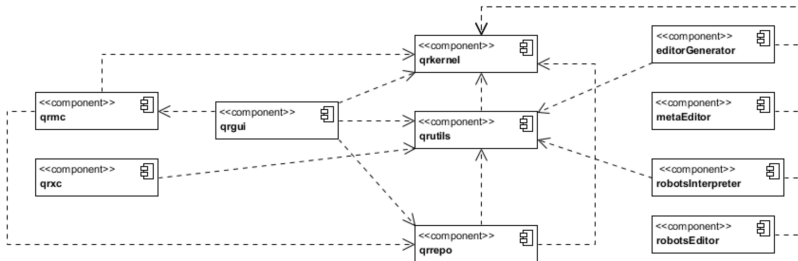 <<component>>
qrkernel
<<component>>
editorGenerator
<<component>>
qrmc
<<component>>
qrgui
<<component>>
qrutils
<<component>>
metaEditor
<<component>>
qrxc
<<component>>
robotsInterpreter
<<component>>
qrrepo
<<component>>
robotsEditor